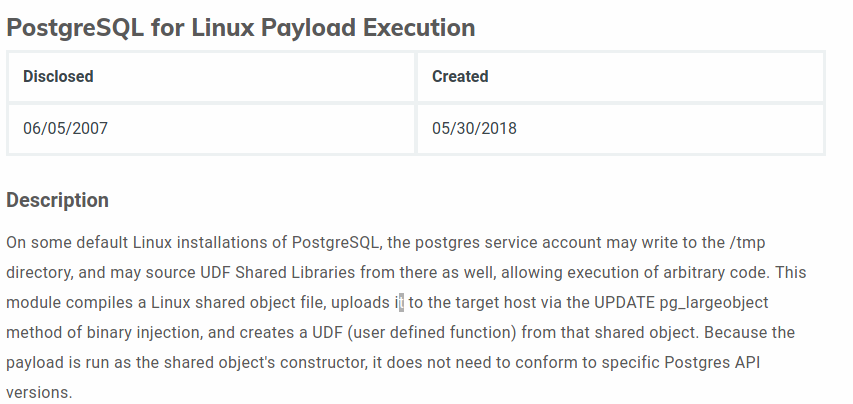 PostgreSQL for Linux Payload Execution
Disclosed Created
06/05/2007 05/30/2018
Description
On some default Linux installations of PostgreSQL, the postgres service account may write to the /tmp
directory, and may source UDF Shared Libraries from there as well, allowing execution of arbitrary code. This
module compiles a Linux shared object file, uploads it to the target host via the UPDATE pg_largeobject
method of binary injection, and creates a UDF (user defined function) from that shared object. Because the
payload is run as the shared object's constructor, it does not need to conform to specific Postgres API
versions.